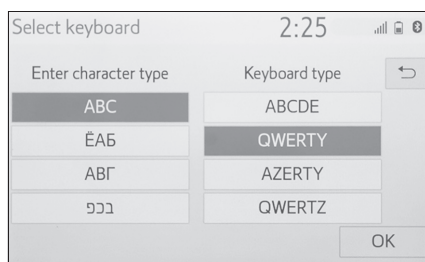 Select keyboard 2:25
Enter character type Keyboard type
ABC ABCDE
ЁАБ QWERTY
ΑΒΓ AZERTY
בכפ QWERTZ
OK